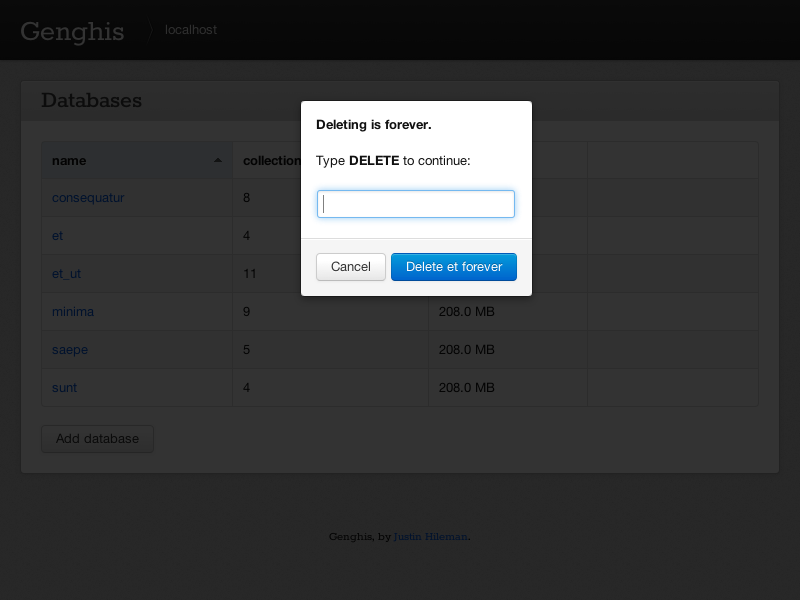 Genghis
localhost
Databases
Deleting is forever.
Type DELETE to continue:
Cancel
Delete et forever
name
collection
consequatur
8
et
4
et_ut
11
minima
9
208.0 MB
saepe
5
208.0 MB
sunt
4
208.0 MB
Add database
Genghis, by Justin Hileman.